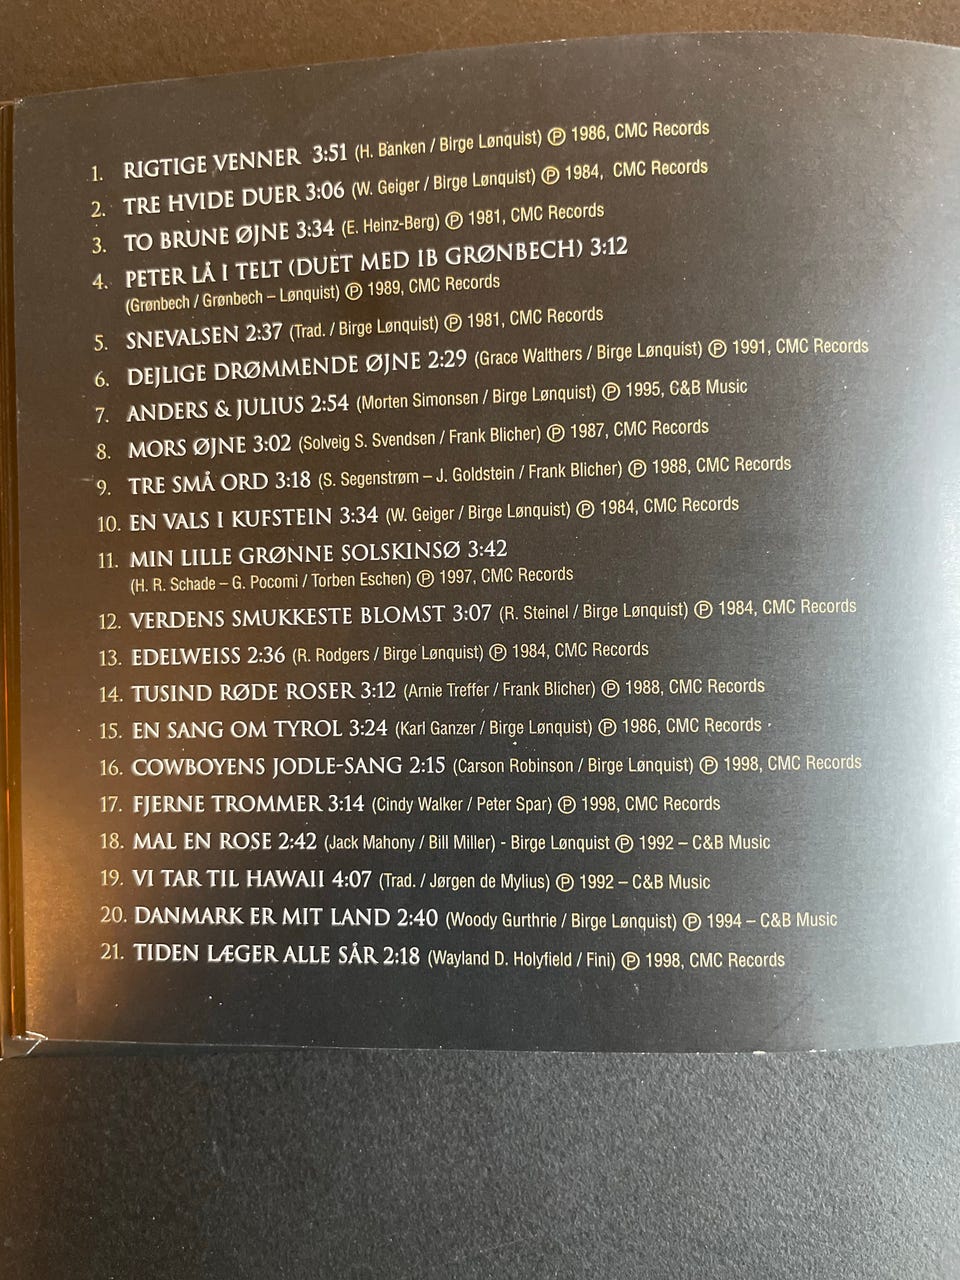 1. RIGTIGE VENNER 3:51 (H. Banken / Birge Lønquist) ℗ 1986, CMC Records
2. TRE HVIDE DUER 3:06 (W. Geiger / Birge Lønquist) ℗ 1984, CMC Records
3. TO BRUNE ØJNE 3:34 (E. Heinz-Berg) ℗ 1981, CMC Records
4. PETER LÅ I TELT (DUET MED IB GRØNBECH) 3:12
(Grønbech / Grønbech – Lønquist) ℗ 1989, CMC Records
5. SNEVALSEN 2:37 (Trad. / Birge Lønquist) ℗ 1981, CMC Records
6. DEJLIGE DRØMMENDE ØJNE 2:29 (Grace Walthers / Birge Lønquist) ℗ 1991, CMC Records
7. ANDERS & JULIUS 2:54 (Morten Simonsen / Birge Lønquist) ℗ 1995, C&B Music
8. MORS ØJNE 3:02 (Solveig S. Svendsen / Frank Blicher) ℗ 1987, CMC Records
9. TRE SMÅ ORD 3:18 (S. Segenstrøm – J. Goldstein / Frank Blicher) ℗ 1988, CMC Records
10. EN VALS I KUFSTEIN 3:34 (W. Geiger / Birge Lønquist) ℗ 1984, CMC Records
11. MIN LILLE GRØNNE SOLSKINSØ 3:42
(H. R. Schade – G. Pocomi / Torben Eschen) ℗ 1997, CMC Records
12. VERDENS SMUKKESTE BLOMST 3:07 (R. Steinel / Birge Lønquist) ℗ 1984, CMC Records
13. EDELWEISS 2:36 (R. Rodgers / Birge Lønquist) ℗ 1984, CMC Records
14. TUSIND RØDE ROSER 3:12 (Arnie Treffer / Frank Blicher) ℗ 1988, CMC Records
15. EN SANG OM TYROL 3:24 (Karl Ganzer / Birge Lønquist) ℗ 1986, CMC Records
16. COWBOYENS JODLE-SANG 2:15 (Carson Robinson / Birge Lønquist) ℗ 1998, CMC Records
17. FJERNE TROMMER 3:14 (Cindy Walker / Peter Spar) ℗ 1998, CMC Records
18. MAL EN ROSE 2:42 (Jack Mahony / Bill Miller) - Birge Lønquist ℗ 1992 – C&B Music
19. VI TAR TIL HAWAII 4:07 (Trad. / Jørgen de Mylius) ℗ 1992 – C&B Music
20. DANMARK ER MIT LAND 2:40 (Woody Gurthrie / Birge Lønquist) ℗ 1994 – C&B Music
21. TIDEN LÆGER ALLE SÅR 2:18 (Wayland D. Holyfield / Fini) ℗ 1998, CMC Records